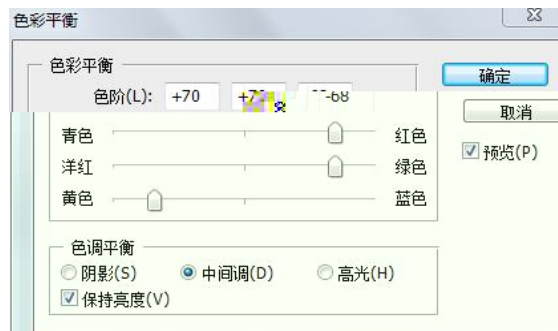 色彩平衡
色彩平衡
确定
色阶(L): +70
取消
青色 红色
预览(P)
洋红 绿色
黄色 蓝色
色调平衡
阴影(S) 中间调(D) 高光(H)
保持亮度(V)